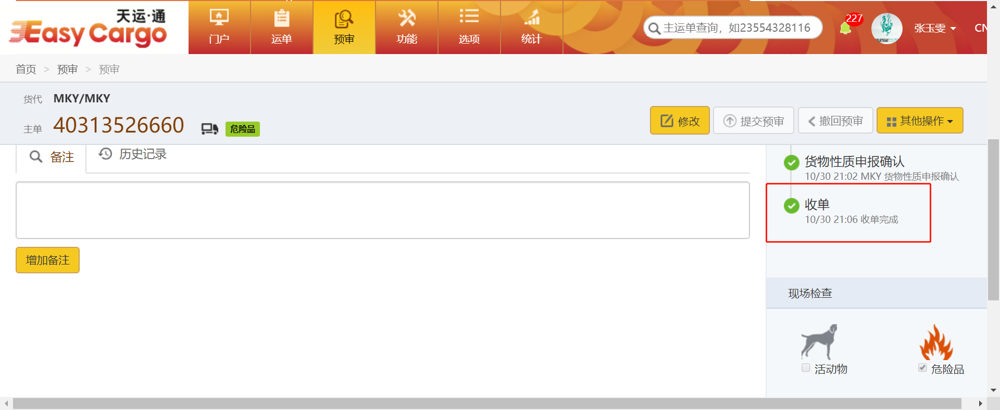 天运·通
Easy Cargo
门户
运单
预审
功能
选项
统计
主运单查询，如23554328116
227
张玉雯
CN
首页 > 预审 > 预审
货代 MKY/MKY
主单 40313526660 危险品
修改
提交预审
撤回预审
其他操作
备注
历史记录
增加备注
货物性质申报确认
10/30 21:02 MKY 货物性质申报确认
收单
10/30 21:06 收单完成
现场检查
活动物
危险品